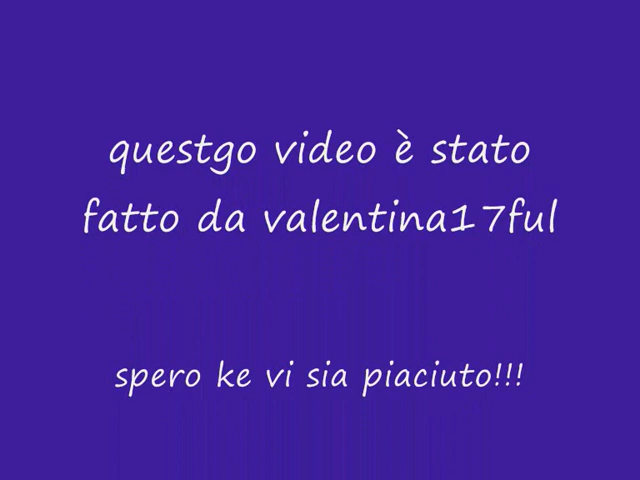 questgo video è stato
fatto da valentina17ful
spero ke vi sia piaciuto!!!